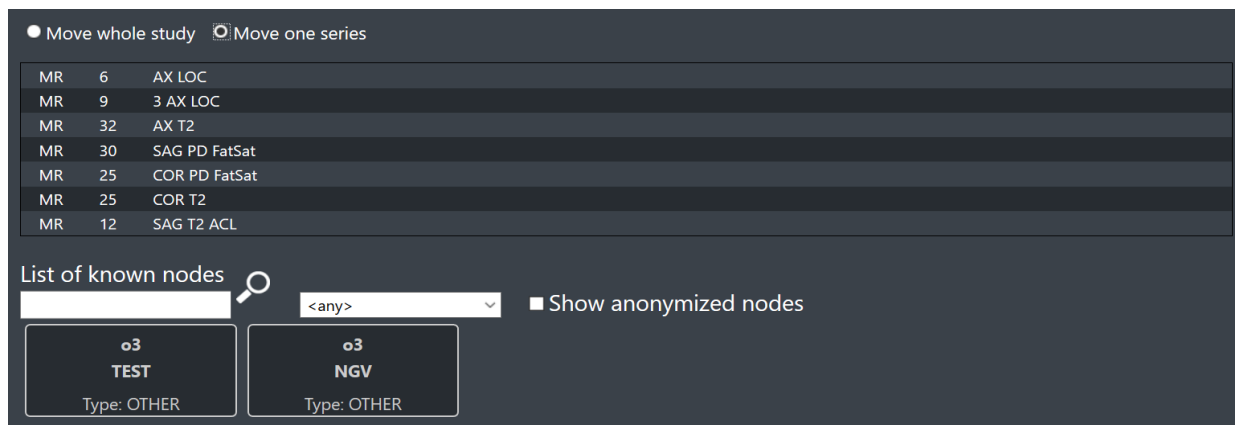 Move whole study Move one series
MR 6 AX LOC
MR 9 3 AX LOC
MR 32 AX T2
MR 30 SAG PD FatSat
MR 25 COR PD FatSat
MR 25 COR T2
MR 12 SAG T2 ACL
List of known nodes
<any> Show anonymized nodes
o3 o3
TEST NGV
Type: OTHER Type: OTHER